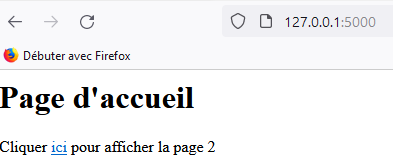 127.0.0.1:5000
Débuter avec Firefox
Page d'accueil
Cliquer ici pour afficher la page 2